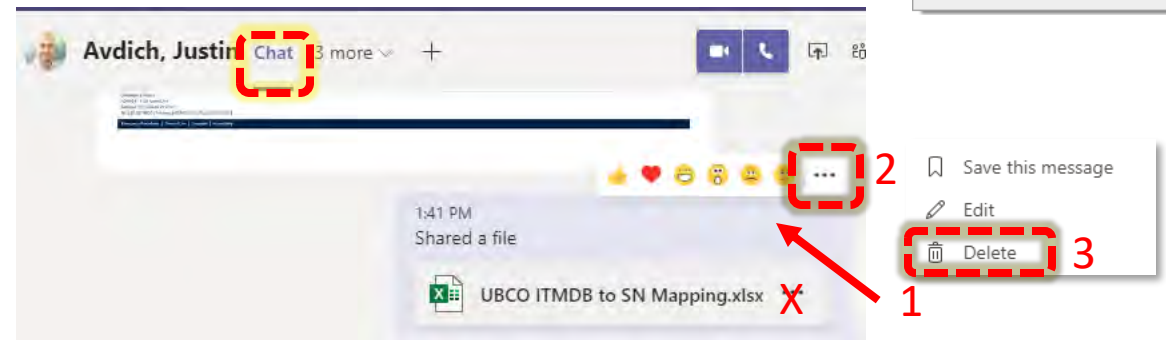 Avdich, Justin Chat 3 more +
2 Save this message
1:41 PM
Edit
Shared a file
Delete 3
UBCO ITMDB to SN Mapping.xlsx X
1